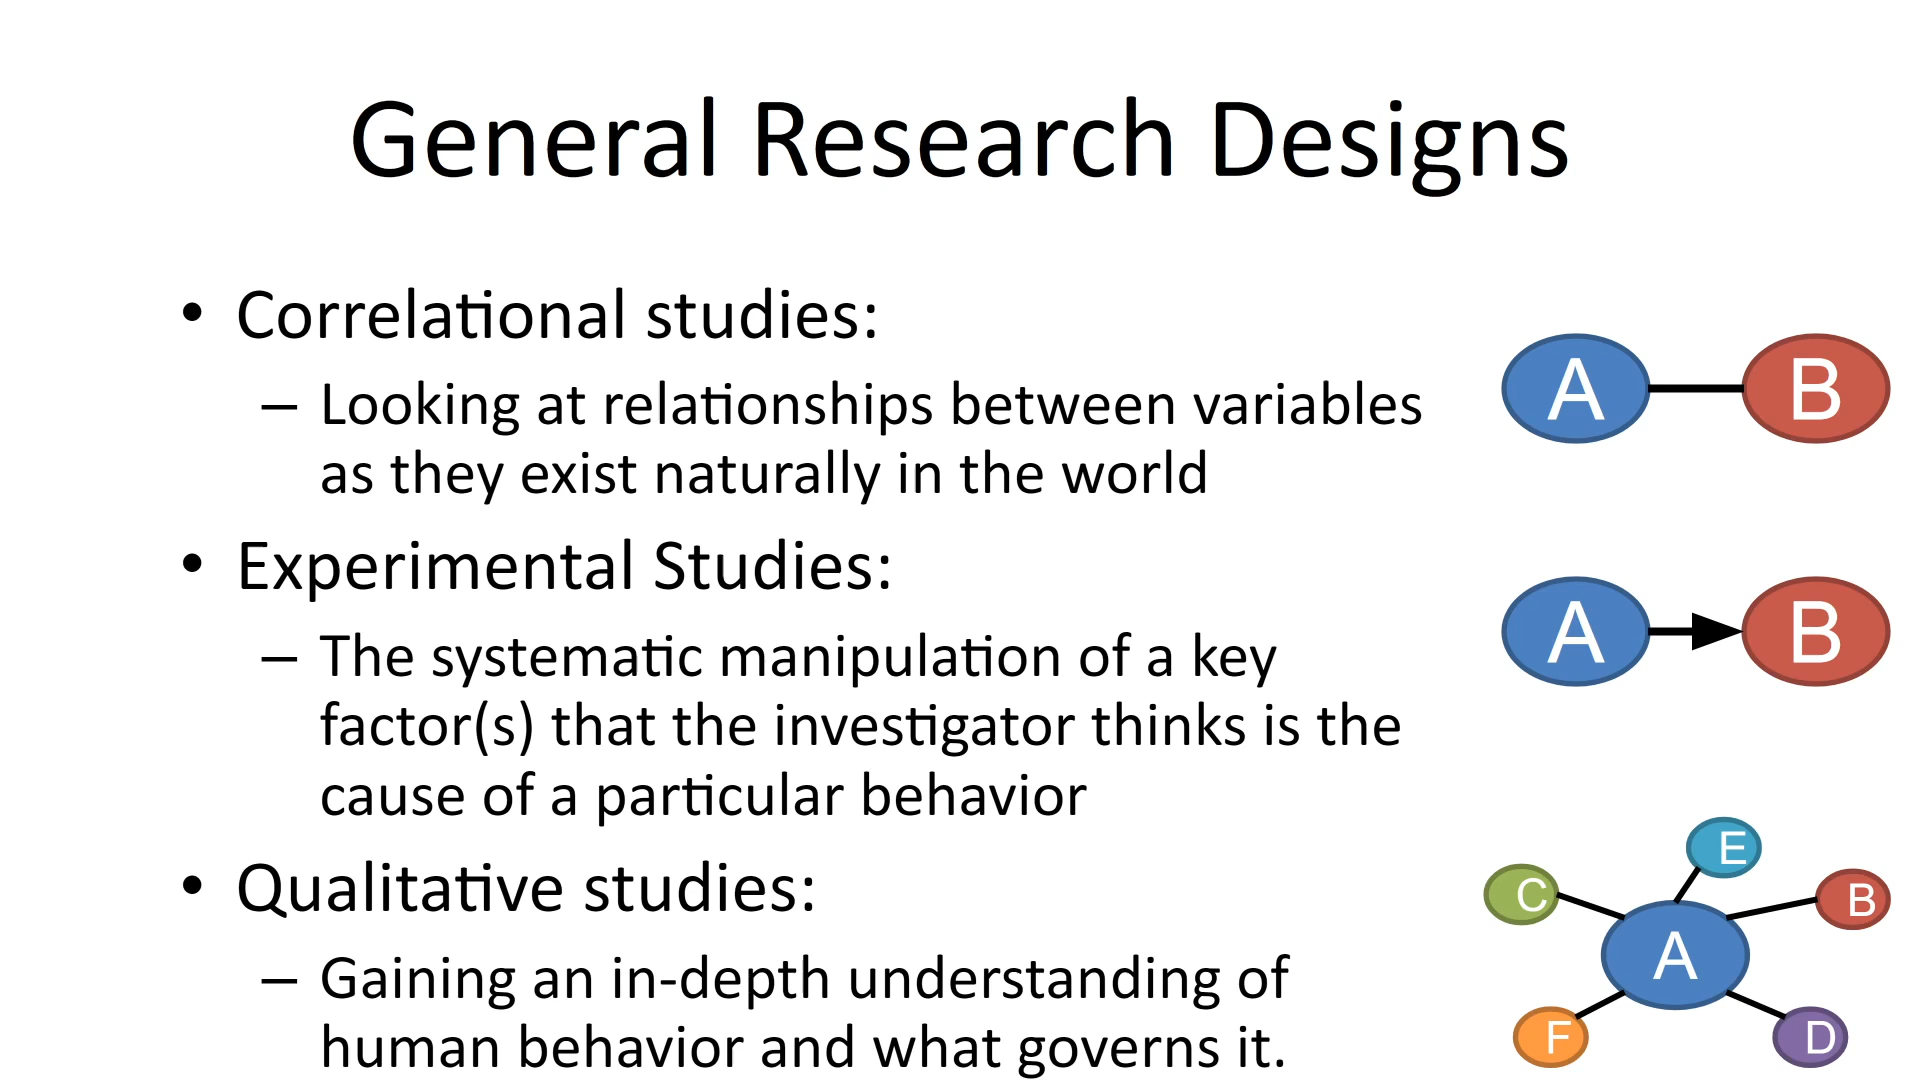 General Research Designs
• Correlational studies:
– Looking at relationships between variables
as they exist naturally in the world
A B
• Experimental Studies:
– The systematic manipulation of a key
factor(s) that the investigator thinks is the
cause of a particular behavior
A B
• Qualitative studies:
– Gaining an in-depth understanding of
human behavior and what governs it.
E
C B
A
F D